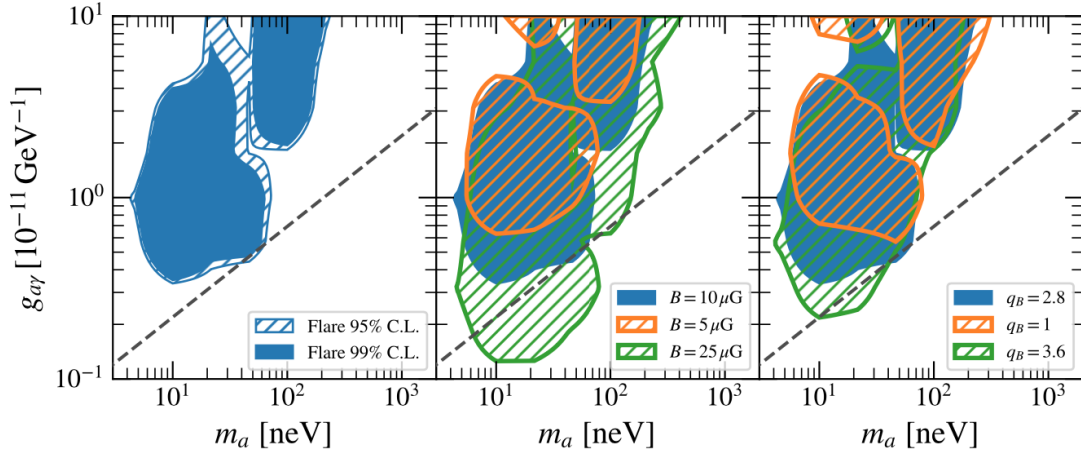 g_{aγ} [10^{-11} GeV^{-1}]
10^1
10^0
10^{-1}
Flare 95% C.L.
Flare 99% C.L.
10^1 10^2 10^3
m_a [neV]
B = 10 μG
B = 5 μG
B = 25 μG
10^1 10^2 10^3
m_a [neV]
q_B = 2.8
q_B = 1
q_B = 3.6
10^1 10^2 10^3
m_a [neV]